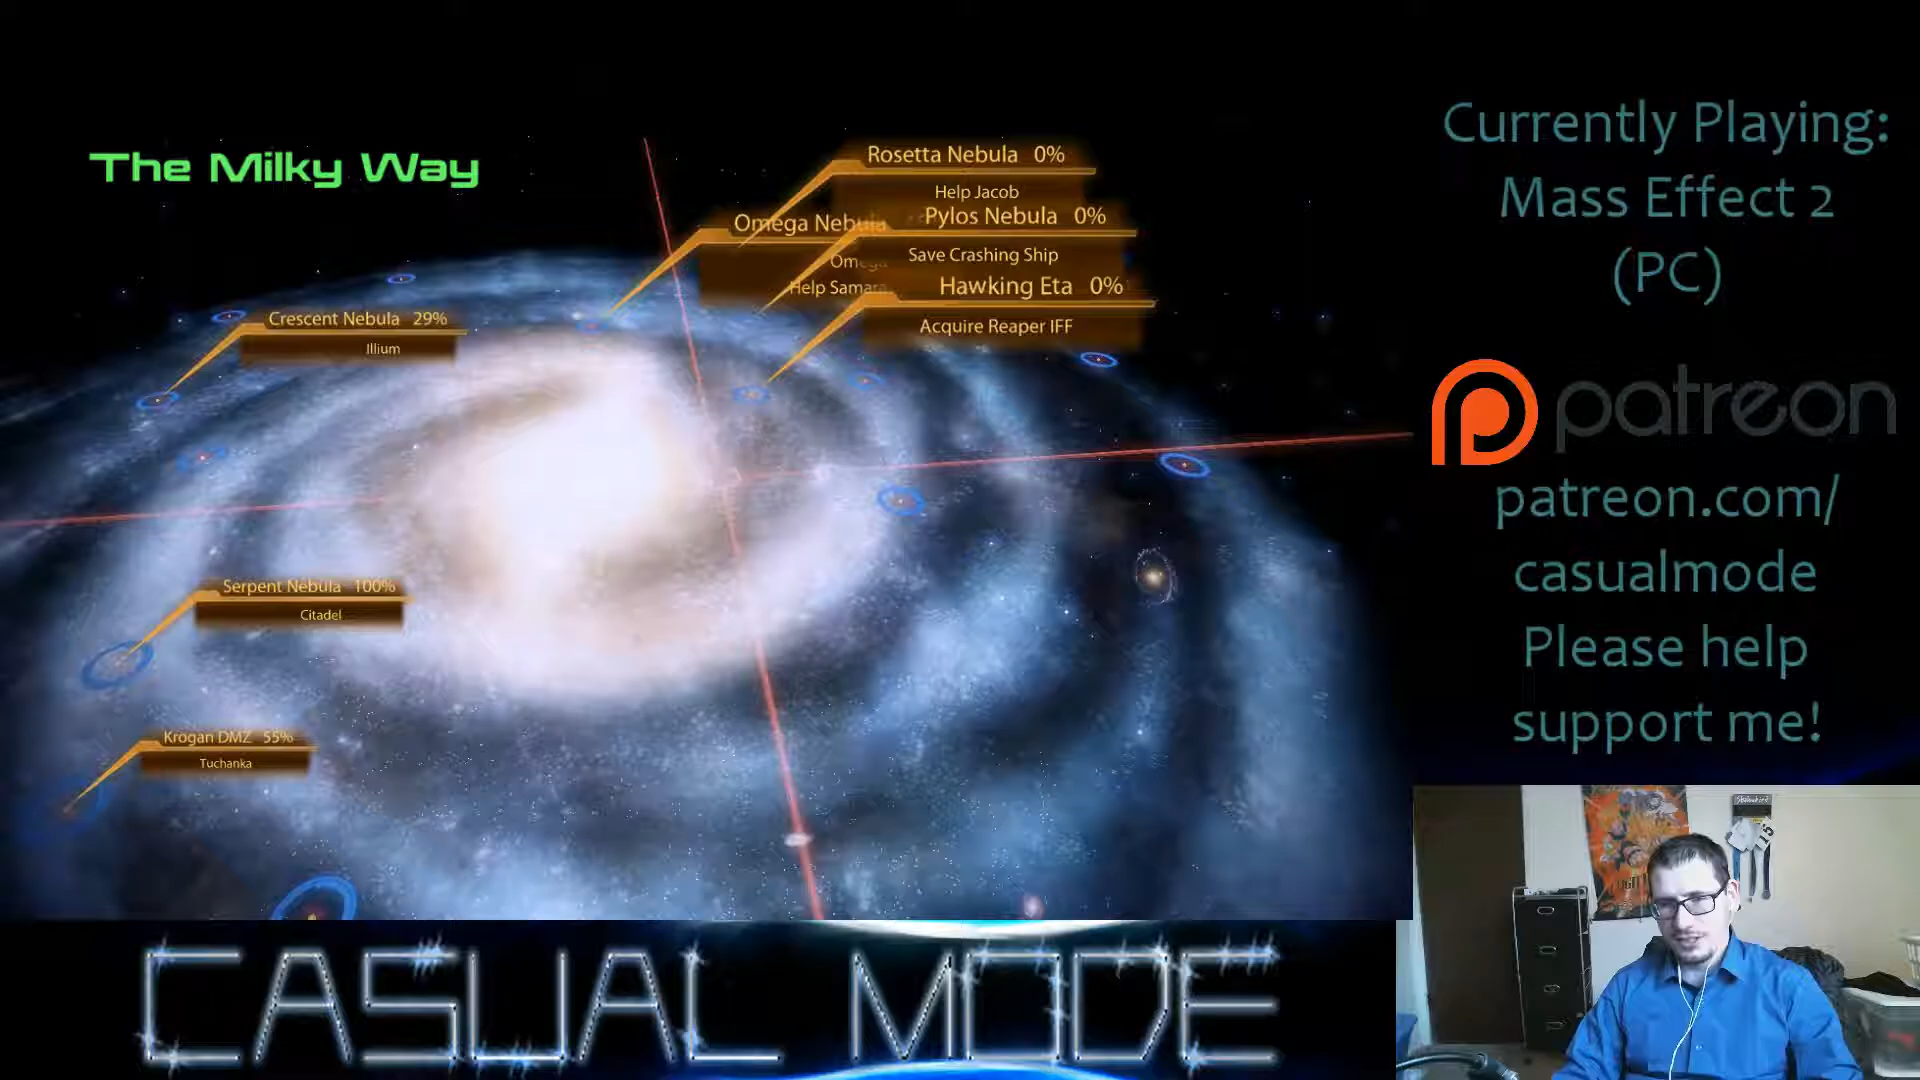 The Milky Way
Rosetta Nebula 0%
Help Jacob
Omega Nebula
Pylos Nebula 0%
Omega
Save Crashing Ship
Help Samara
Hawking Eta 0%
Acquire Reaper IFF
Crescent Nebula 29%
Illium
Serpent Nebula 100%
Citadel
Krogan DMZ 55%
Tuchanka
Currently Playing:
Mass Effect 2
(PC)
patreon
patreon.com/
casualmode
Please help
support me!
CASUAL MODE